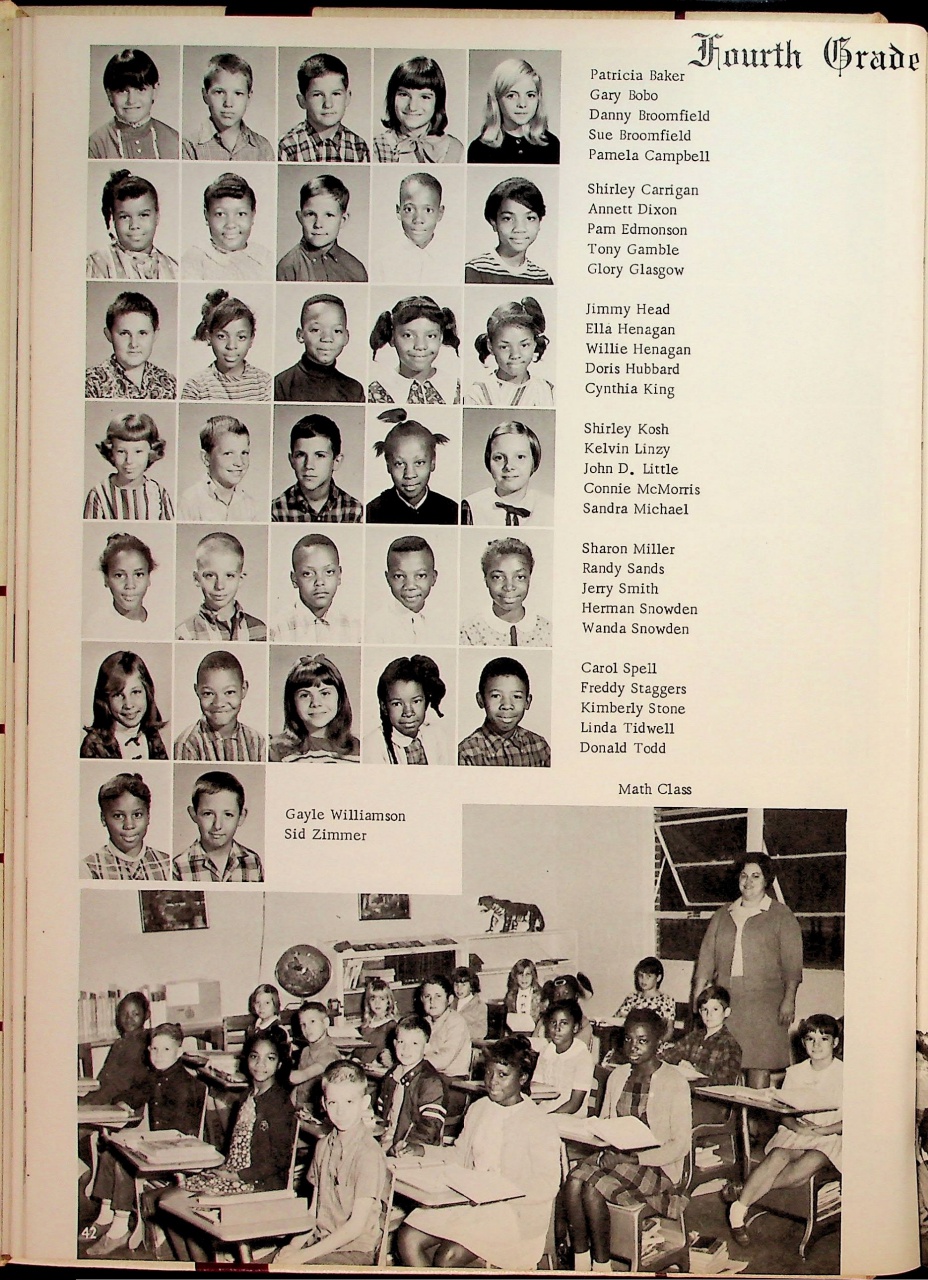 Fourth Grade
Patricia Baker
Gary Bobo
Danny Broomfield
Sue Broomfield
Pamela Campbell
Shirley Carrigan
Annett Dixon
Pam Edmonson
Tony Gamble
Glory Glasgow
Jimmy Head
Ella Henagan
Willie Henagan
Doris Hubbard
Cynthia King
Shirley Kosh
Kelvin Linzy
John D. Little
Connie McMorris
Sandra Michael
Sharon Miller
Randy Sands
Jerry Smith
Herman Snowden
Wanda Snowden
Carol Spell
Freddy Staggers
Kimberly Stone
Linda Tidwell
Donald Todd
Gayle Williamson
Sid Zimmer
Math Class
42